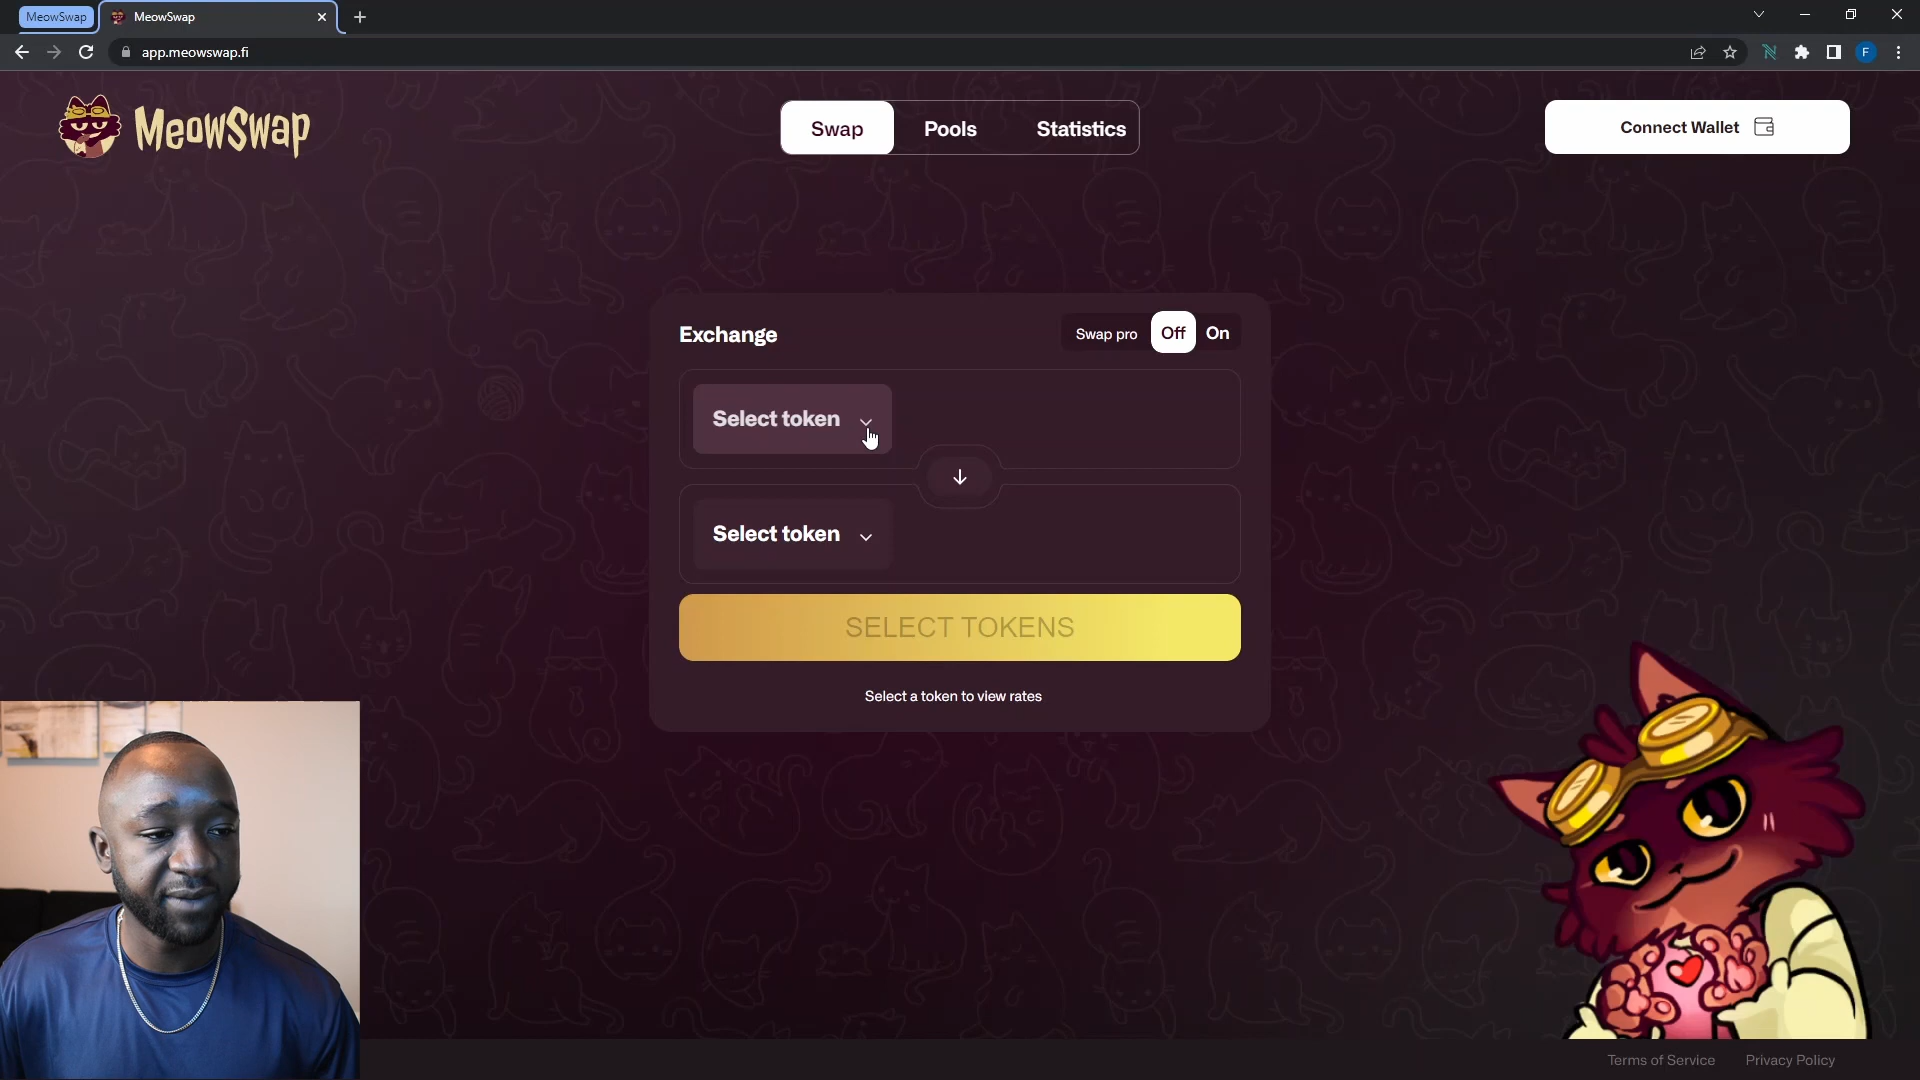 MeowSwap
MeowSwap
app.meowswap.fi
F
MeowSwap
Swap
Pools
Statistics
Connect Wallet
Exchange
Swap pro
Off
On
Select token
Select token
SELECT TOKENS
Select a token to view rates
Terms of Service
Privacy Policy